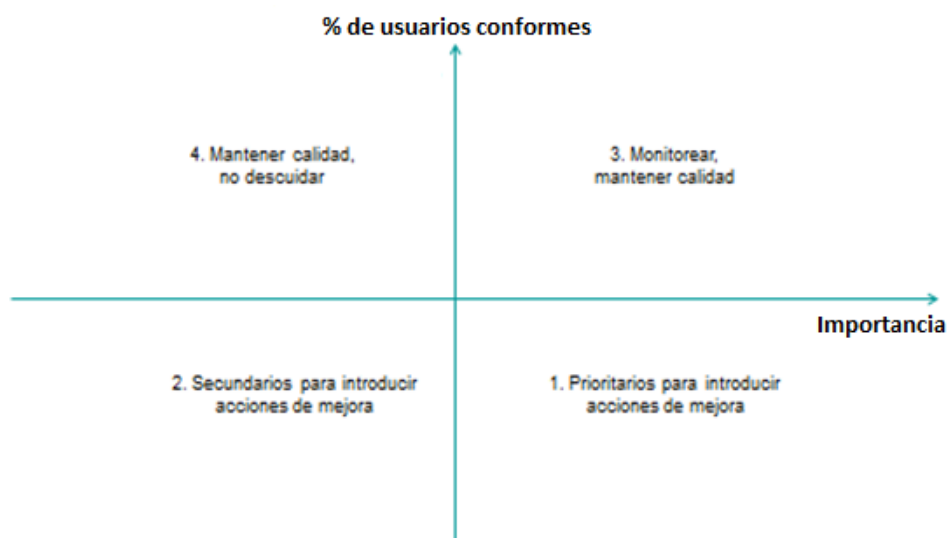 % de usuarios conformes
4. Mantener calidad,
no descuidar
3. Monitorear,
mantener calidad
Importancia
2. Secundarios para introducir
acciones de mejora
1. Prioritarios para introducir
acciones de mejora